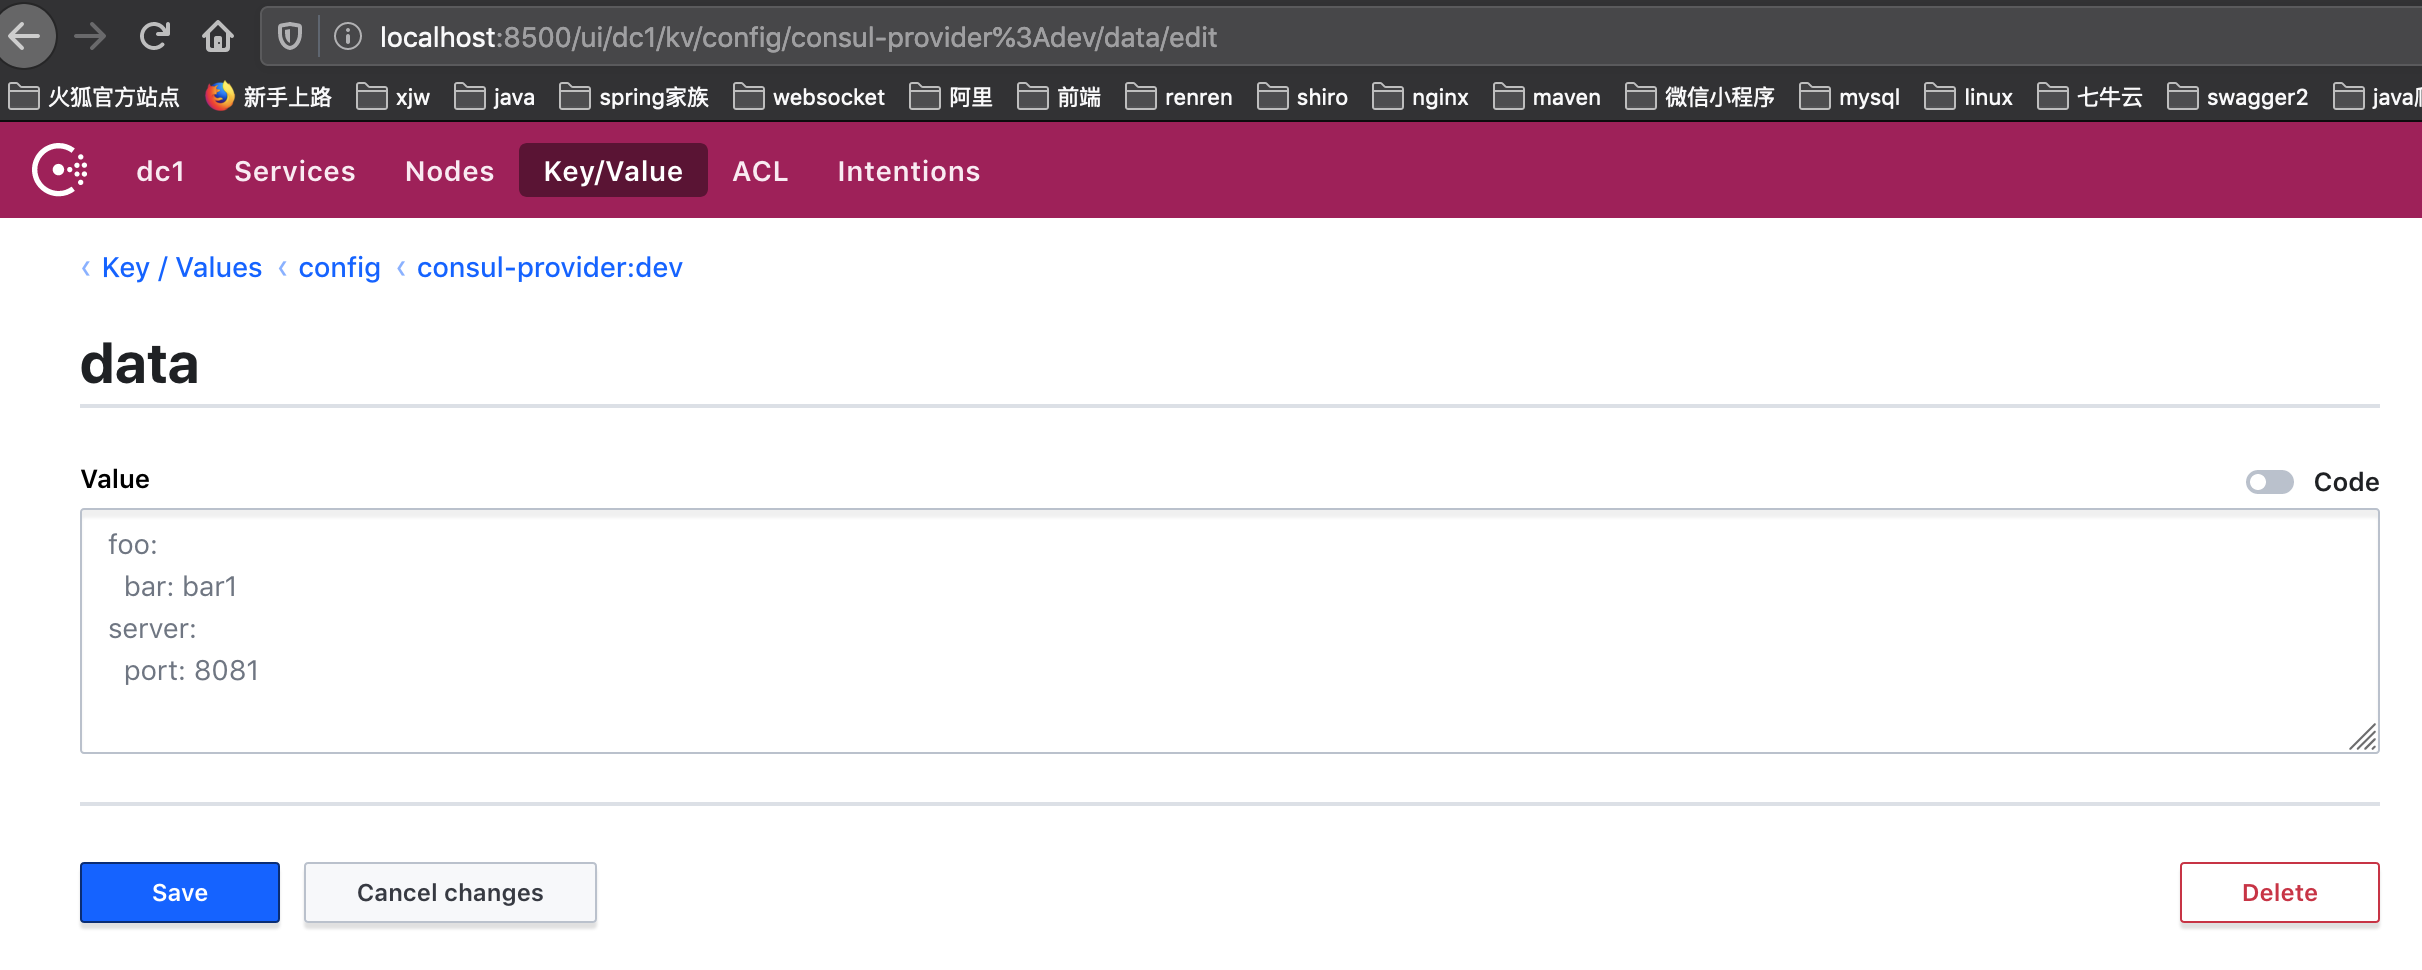 localhost:8500/ui/dc1/kv/config/consul-provider%3Adev/data/edit
火狐官方站点 新手上路 xjw java spring家族 websocket 阿里 前端 renren shiro nginx maven 微信小程序 mysql linux 七牛云 swagger2 java
dc1 Services Nodes Key/Value ACL Intentions
‹ Key / Values ‹ config ‹ consul-provider:dev
data
Value Code
foo:
  bar: bar1
server:
  port: 8081
Save Cancel changes Delete